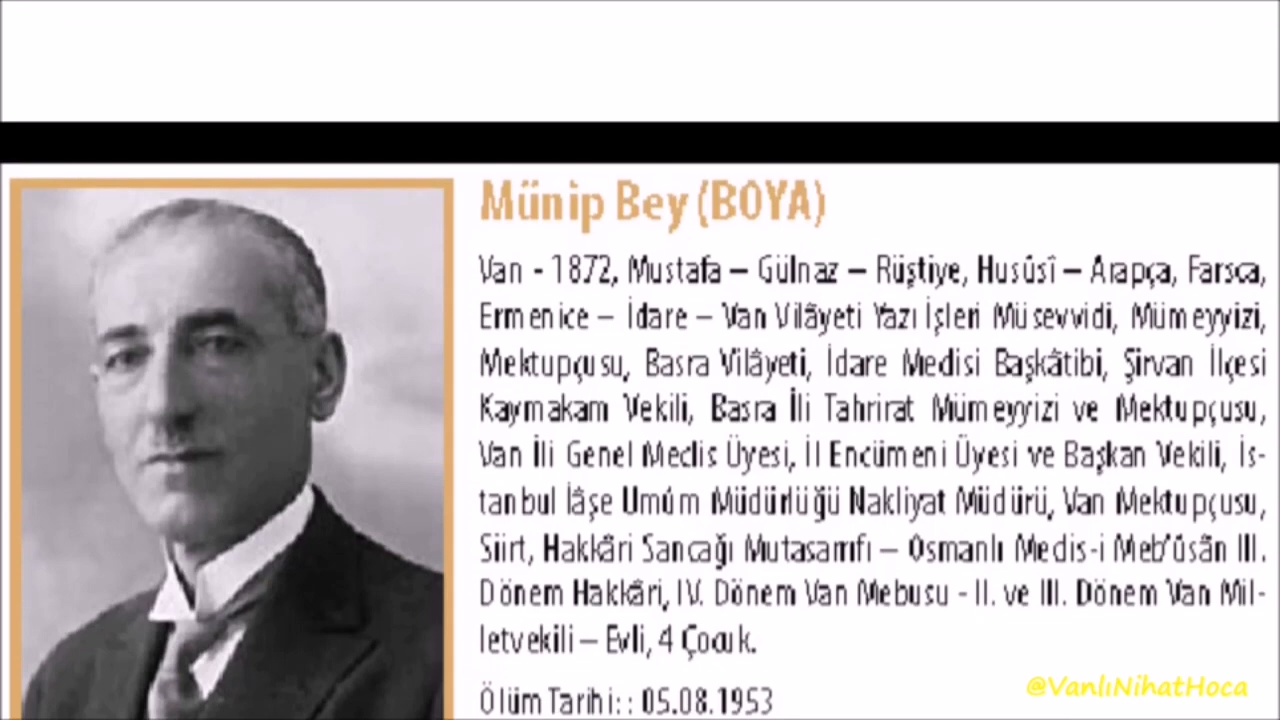 Münip Bey (BOYA)
Van - 1872, Mustafa – Gülnaz – Rüştiye, Husûsî – Arapça, Farsca,
Ermenice – İdare – Van Vilâyeti Yazı İşleri Müsevvidi, Mümeyyizi,
Mektupçusu, Basra Vilâyeti, İdare Meclisi Başkâtibi, Şirvan İlçesi
Kaymakam Vekili, Basra İli Tahrirat Mümeyyizi ve Mektupçusu,
Van İli Genel Meclis Üyesi, İl Encümeni Üyesi ve Başkan Vekili, İs-
tanbul İâşe Umûm Müdürlüğü Nakliyat Müdürü, Van Mektupçusu,
Siirt, Hakkâri Sancağı Mutasarrıfı – Osmanlı Meclis-i Meb'ûsân III.
Dönem Hakkâri, IV. Dönem Van Mebusu - II. ve III. Dönem Van Mil-
letvekili – Evli, 4 Çocuk.
Ölüm Tarihi: : 05.08.1953
@VanlıNihatHoca